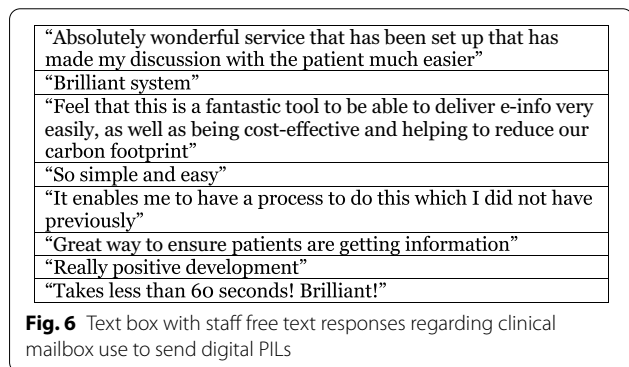 “Absolutely wonderful service that has been set up that has
made my discussion with the patient much easier”
“Brilliant system”
“Feel that this is a fantastic tool to be able to deliver e-info very
easily, as well as being cost-effective and helping to reduce our
carbon footprint”
“So simple and easy”
“It enables me to have a process to do this which I did not have
previously”
“Great way to ensure patients are getting information”
“Really positive development”
“Takes less than 60 seconds! Brilliant!”
Fig. 6 Text box with staff free text responses regarding clinical
mailbox use to send digital PILs